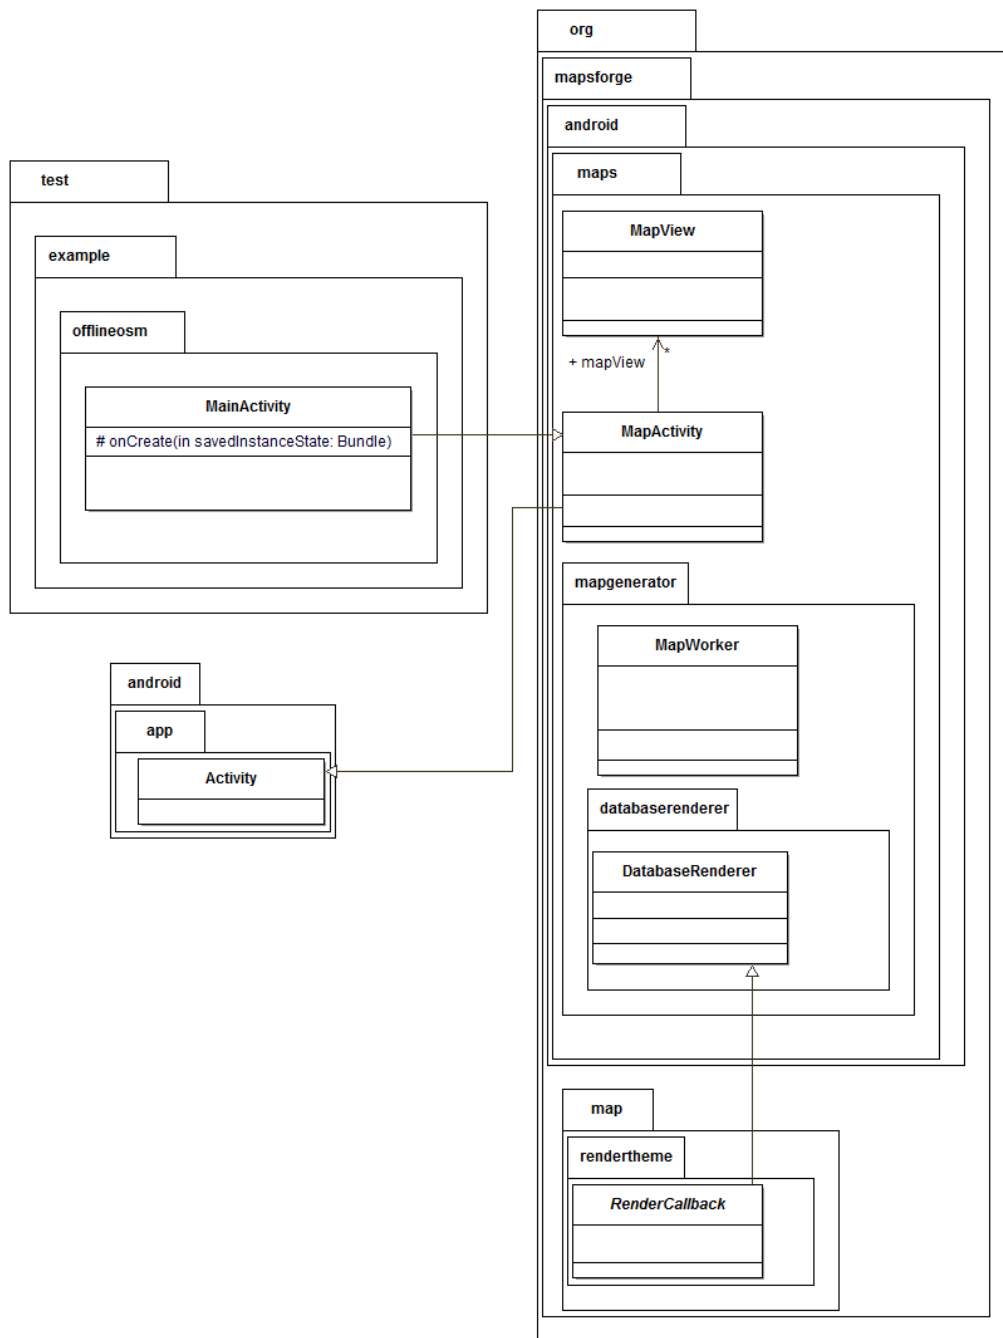 org
mapsforge
android
maps
MapView
+ mapView
*
MapActivity
test
example
offlineosm
MainActivity
# onCreate(in savedInstanceState: Bundle)
android
app
Activity
mapgenerator
MapWorker
databaserenderer
DatabaseRenderer
map
rendertheme
RenderCallback